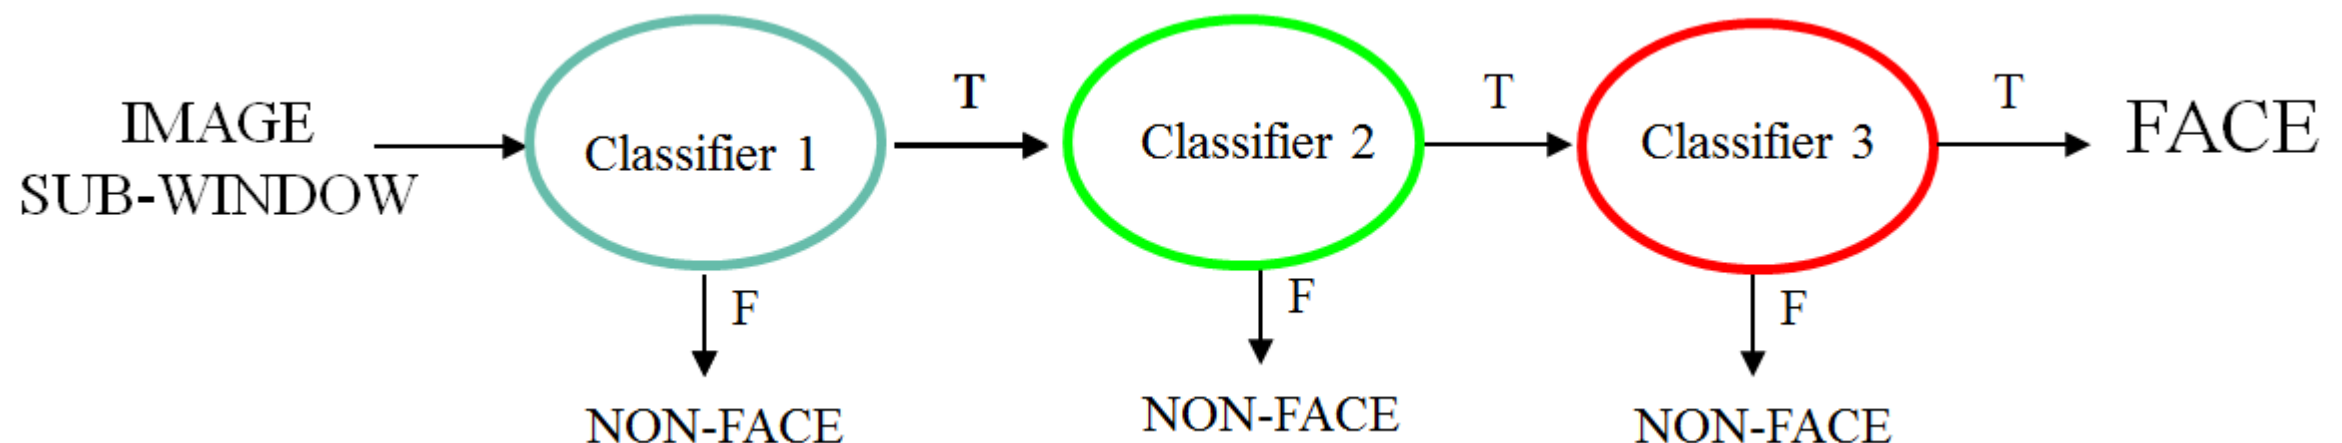 IMAGE
SUB-WINDOW
Classifier 1
T
Classifier 2
T
Classifier 3
T
FACE
F
F
F
NON-FACE
NON-FACE
NON-FACE